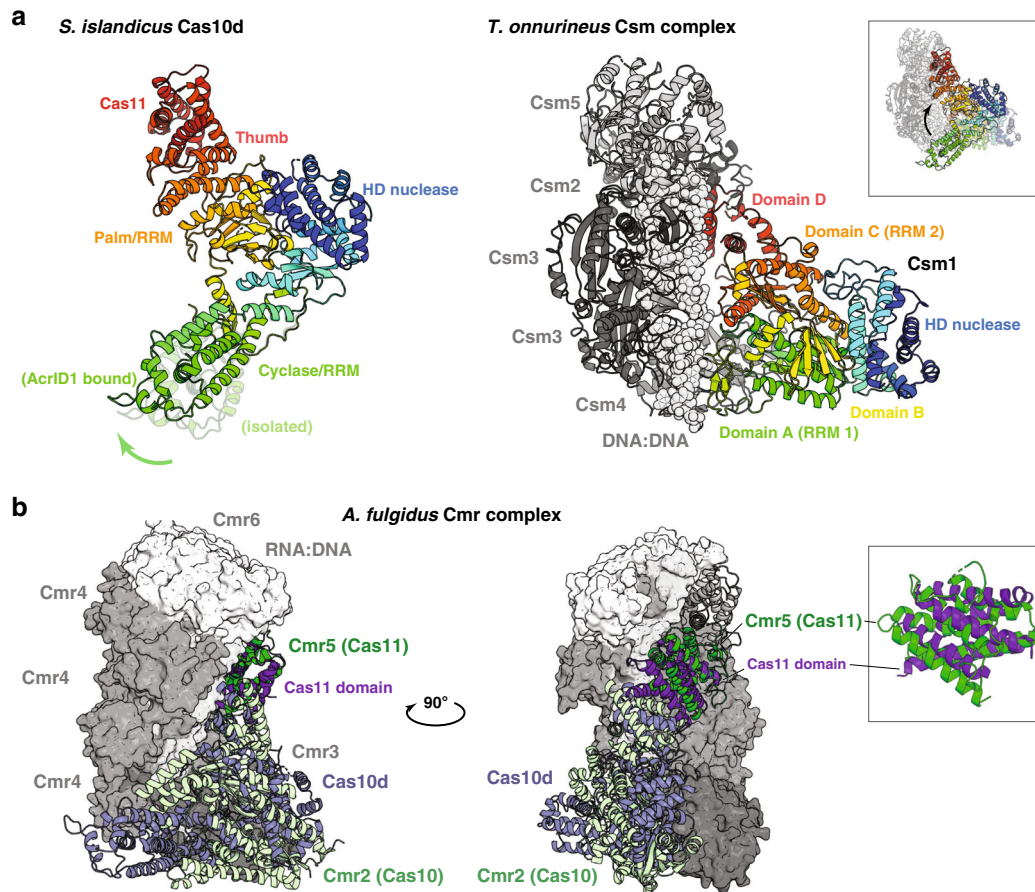 a
S. islandicus Cas10d
T. onnurineus Csm complex
Cas11
Thumb
HD nuclease
Palm/RRM
(AcrID1 bound)
Cyclase/RRM
(isolated)
Csm5
Csm2
Csm3
Csm3
Csm4
DNA:DNA
Domain D
Domain C (RRM 2)
Csm1
HD nuclease
Domain B
Domain A (RRM 1)
b
A. fulgidus Cmr complex
Cmr6
RNA:DNA
Cmr4
Cmr5 (Cas11)
Cmr4
Cas11 domain
90°
Cmr3
Cmr4
Cas10d
Cmr2 (Cas10)
Cmr5 (Cas11)
Cas11 domain
Cas10d
Cmr2 (Cas10)